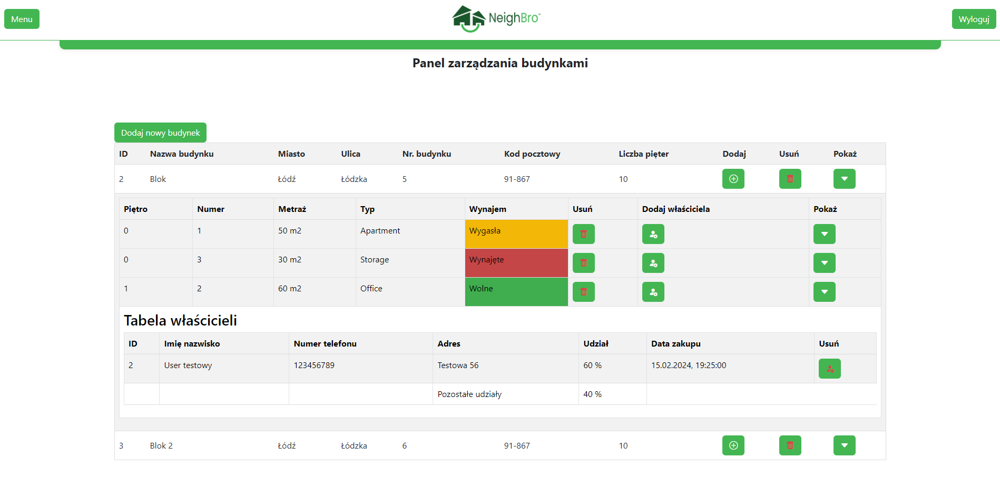 Menu
NeighBro™
Wyloguj
Panel zarządzania budynkami
Dodaj nowy budynek
ID Nazwa budynku Miasto Ulica Nr. budynku Kod pocztowy Liczba pięter Dodaj Usuń Pokaż
2 Blok Łódź Łódzka 5 91-867 10
Piętro Numer Metraż Typ Wynajem Usuń Dodaj właściciela Pokaż
0 1 50 m2 Apartment Wygasła
0 3 30 m2 Storage Wynajęte
1 2 60 m2 Office Wolne
Tabela właścicieli
ID Imię nazwisko Numer telefonu Adres Udział Data zakupu Usuń
2 User testowy 123456789 Testowa 56 60 % 15.02.2024, 19:25:00
Pozostałe udziały 40 %
3 Blok 2 Łódź Łódzka 6 91-867 10